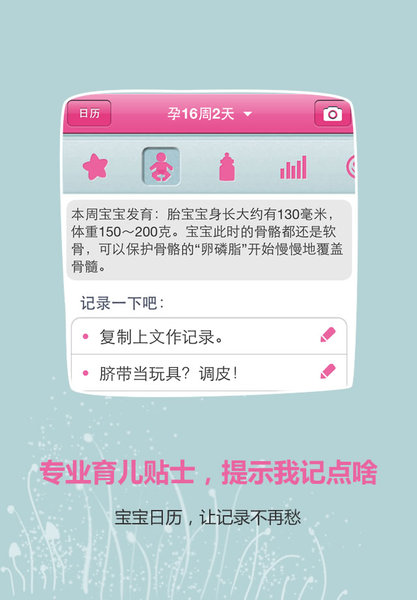 日历
孕16周2天
本周宝宝发育：胎宝宝身长大约有130毫米，
体重150～200克。宝宝此时的骨骼都还是软
骨，可以保护骨骼的“卵磷脂”开始慢慢地覆盖
骨髓。
记录一下吧：
复制上文作记录。
脐带当玩具？调皮！
专业育儿贴士，提示我记点啥
宝宝日历，让记录不再愁